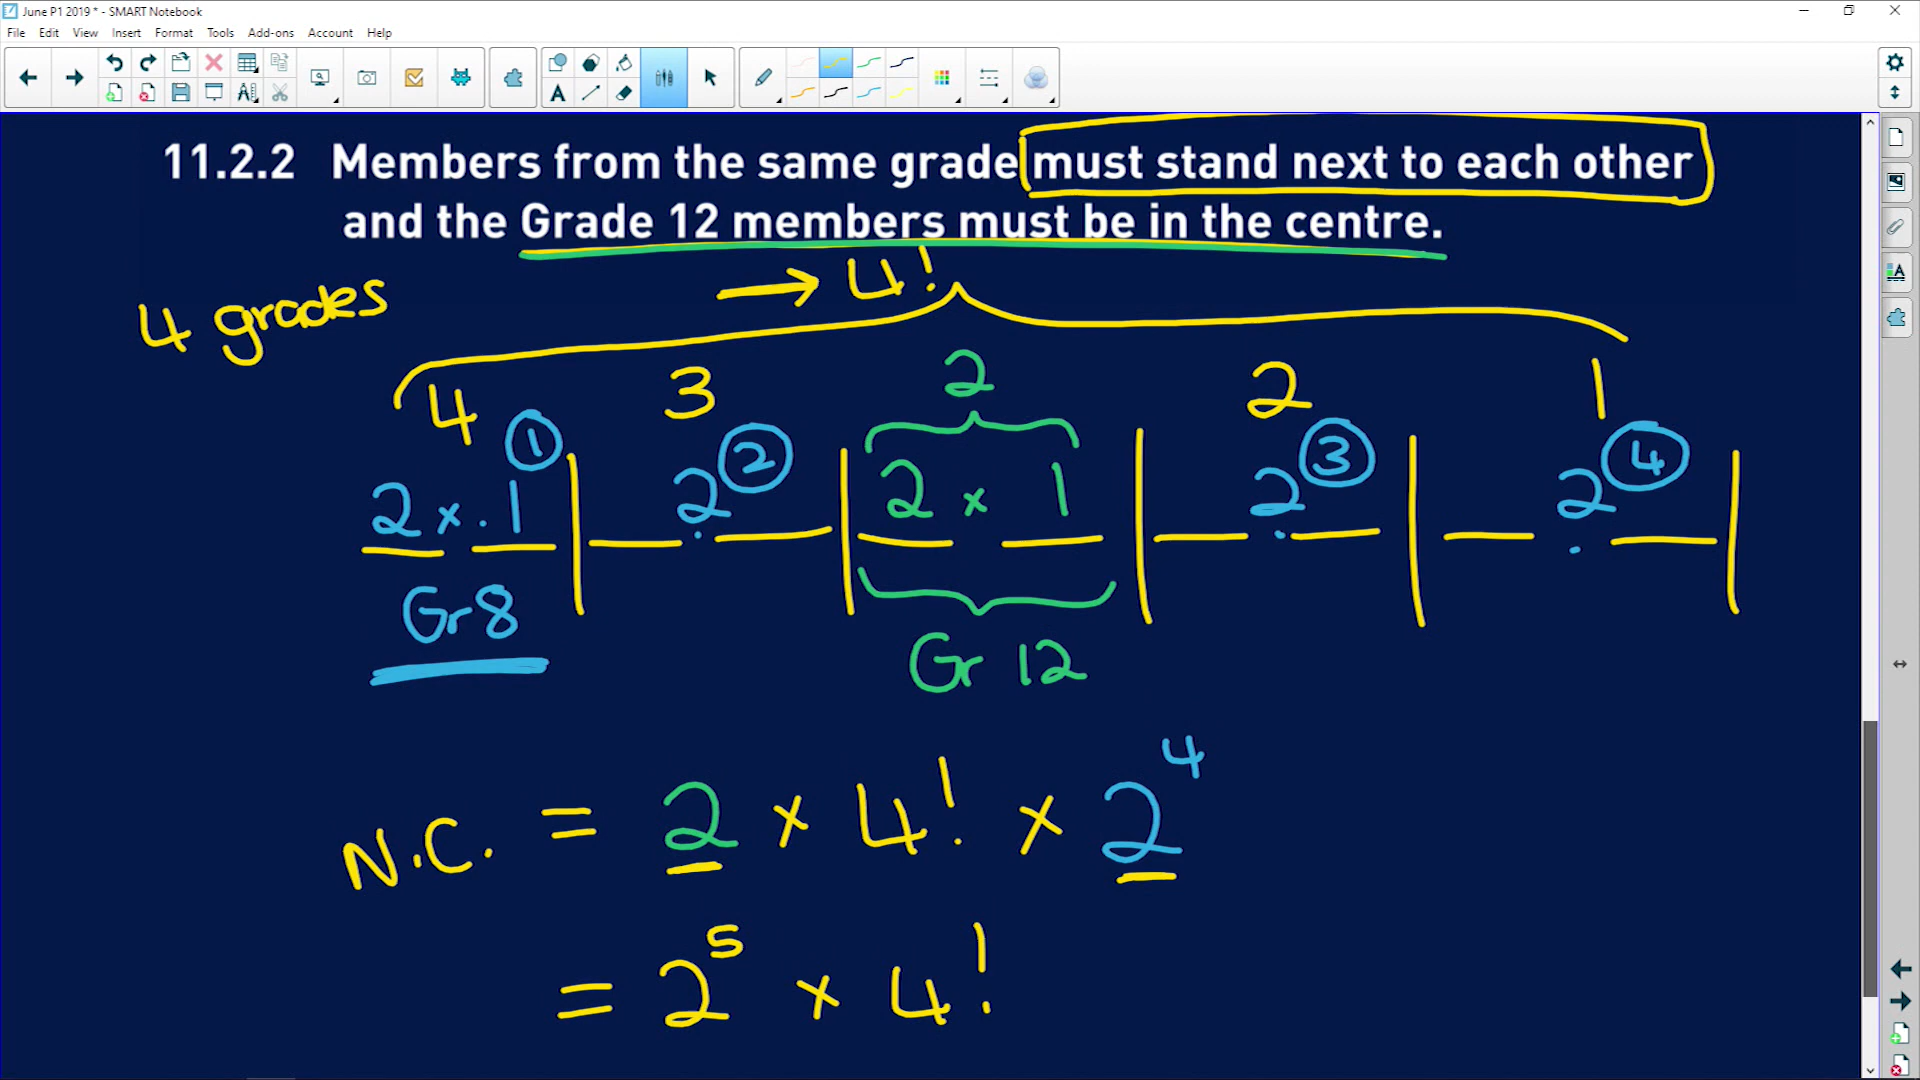 June P1 2019 * - SMART Notebook
File Edit View Insert Format Tools Add-ons Account Help
11.2.2 Members from the same grade must stand next to each other
and the Grade 12 members must be in the centre.
→ 4!
4 grades
4 3 2 2 1
2 × . 1 ① 2 ② 2 × 1 2 ③ 2 ④
Gr 8 Gr 12
N.C. = 2 × 4! × 2⁴
= 2⁵ × 4!